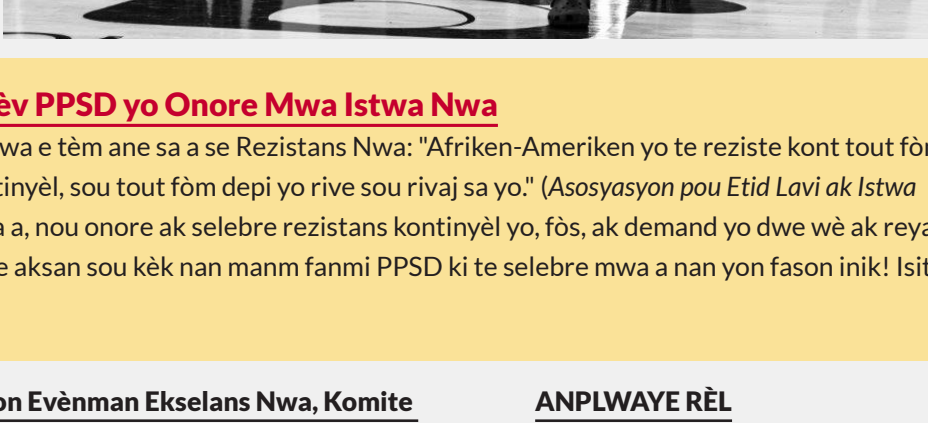 èv PPSD yo Onore Mwa Istwa Nwa
wa e tèm ane sa a se Rezistans Nwa: "Afriken-Ameriken yo te reziste kont tout fòr
tinyèl, sou tout fòm depi yo rive sou rivaj sa yo." (Asosyasyon pou Etid Lavi ak Istwa
a, nou onore ak selebre rezistans kontinyèl yo, fòs, ak demand yo dwe wè ak reya
e aksan sou kèk nan manm fanmi PPSD ki te selebre mwa a nan yon fason inik! Isit
on Evènman Ekselans Nwa, Komite
ANPLWAYE RÈL